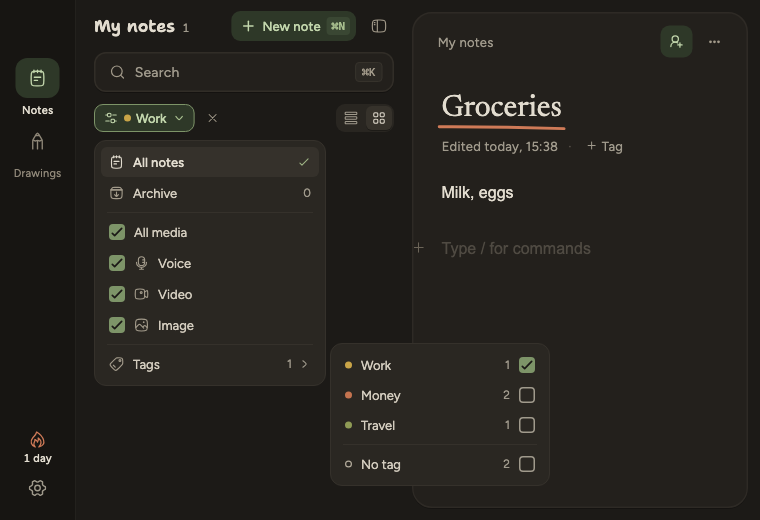 My notes 1
+ New note ⌘N
Search ⌘K
Work
Notes
Drawings
All notes
Archive 0
All media
Voice
Video
Image
Tags 1
Work 1
Money 2
Travel 1
No tag 2
1 day
My notes
Groceries
Edited today, 15:38 · + Tag
Milk, eggs
+ Type / for commands